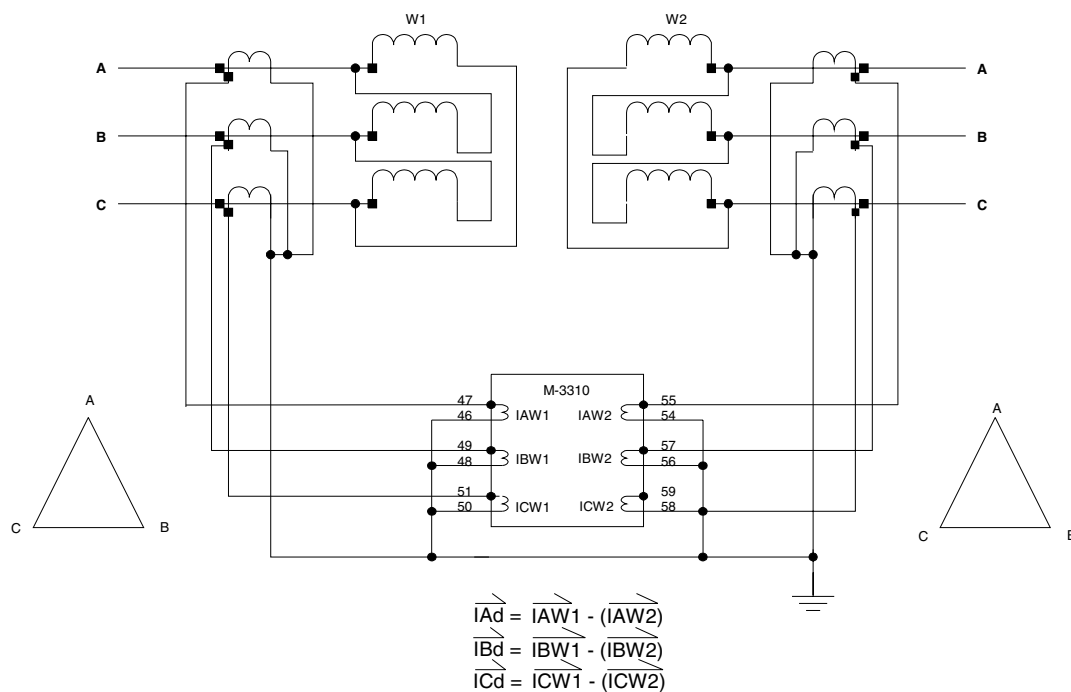 W1 W2
A A
B B
C C
M-3310
47 IAW1 IAW2 55
46 54
49 IBW1 IBW2 57
48 56
51 ICW1 ICW2 59
50 58
A
C B
A
C B
IAd = IAW1 - (IAW2)
IBd = IBW1 - (IBW2)
ICd = ICW1 - (ICW2)